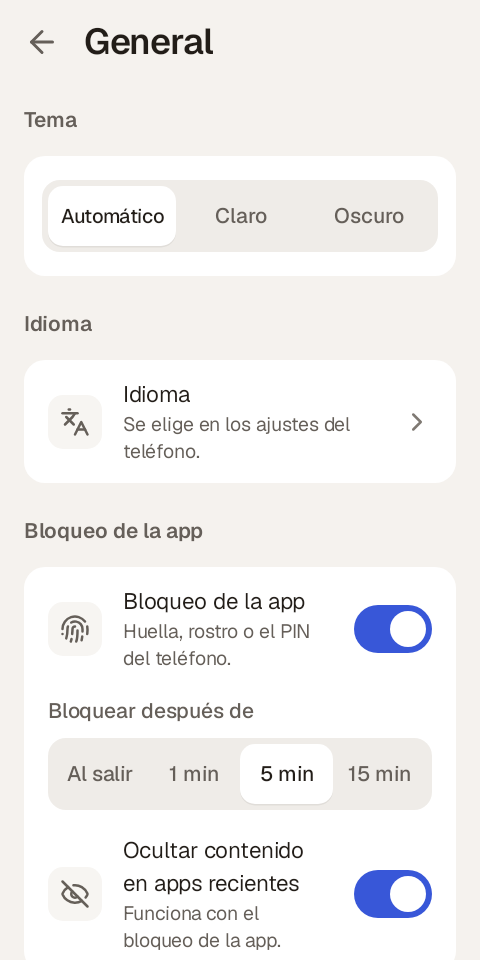 General
Tema
Automático Claro Oscuro
Idioma
Idioma
Se elige en los ajustes del
teléfono.
Bloqueo de la app
Bloqueo de la app
Huella, rostro o el PIN
del teléfono.
Bloquear después de
Al salir 1 min 5 min 15 min
Ocultar contenido
en apps recientes
Funciona con el
bloqueo de la app.